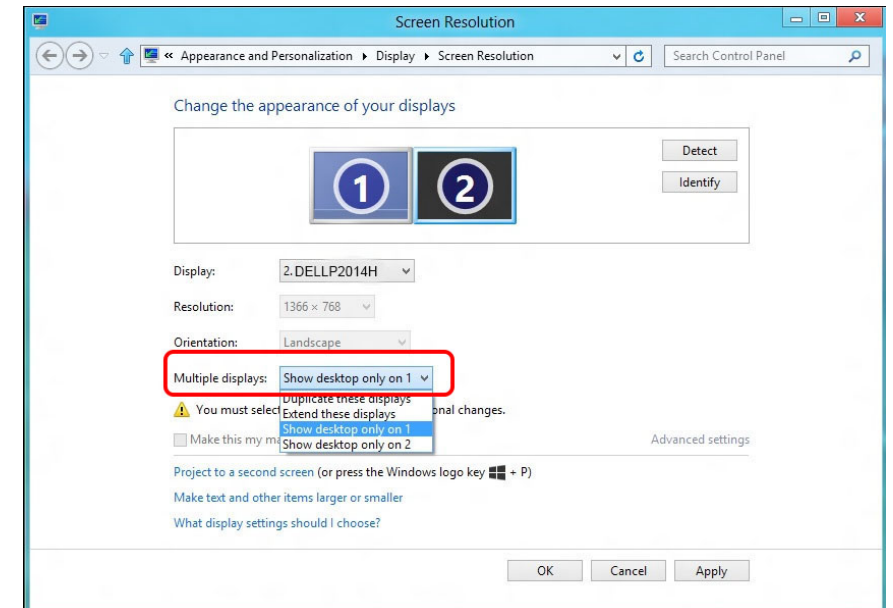 Screen Resolution
« Appearance and Personalization Display Screen Resolution
Search Control Panel
Change the appearance of your displays
1 2
Detect
Identify
Display: 2.DELLP2014H
Resolution: 1366 × 768
Orientation: Landscape
Multiple displays: Show desktop only on 1
Duplicate these displays
You must select onal changes.
Extend these displays
Show desktop only on 1
Make this my ma Advanced settings
Show desktop only on 2
Project to a second screen (or press the Windows logo key + P)
Make text and other items larger or smaller
What display settings should I choose?
OK Cancel Apply